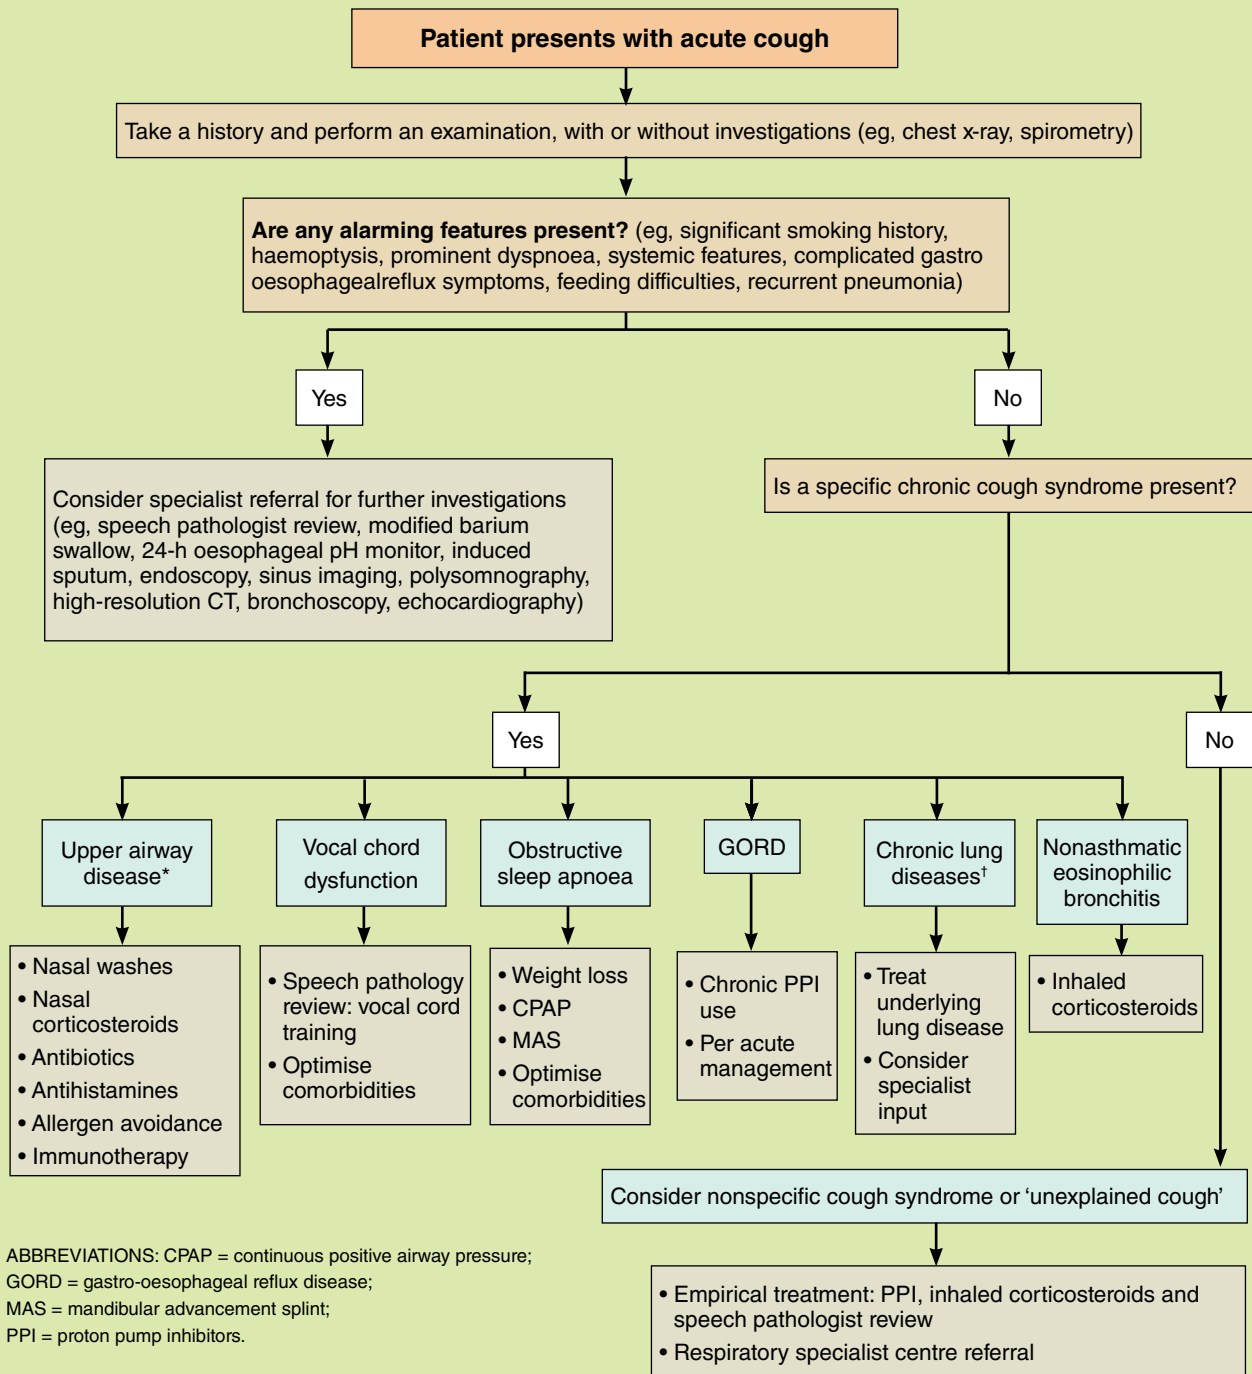 Patient presents with acute cough
Take a history and perform an examination, with or without investigations (eg, chest x-ray, spirometry)
Are any alarming features present? (eg, significant smoking history,
haemoptysis, prominent dyspnoea, systemic features, complicated gastro
oesophagealreflux symptoms, feeding difficulties, recurrent pneumonia)
Yes
No
Consider specialist referral for further investigations
(eg, speech pathologist review, modified barium
swallow, 24-h oesophageal pH monitor, induced
sputum, endoscopy, sinus imaging, polysomnography,
high-resolution CT, bronchoscopy, echocardiography)
Is a specific chronic cough syndrome present?
Yes
No
Upper airway
disease*
Vocal chord
dysfunction
Obstructive
sleep apnoea
GORD
Chronic lung
diseases†
Nonasthmatic
eosinophilic
bronchitis
• Nasal washes
• Nasal
corticosteroids
• Antibiotics
• Antihistamines
• Allergen avoidance
• Immunotherapy
• Speech pathology
review: vocal cord
training
• Optimise
comorbidities
• Weight loss
• CPAP
• MAS
• Optimise
comorbidities
• Chronic PPI
use
• Per acute
management
• Treat
underlying
lung disease
• Consider
specialist
input
• Inhaled
corticosteroids
Consider nonspecific cough syndrome or ‘unexplained cough’
• Empirical treatment: PPI, inhaled corticosteroids and
speech pathologist review
• Respiratory specialist centre referral
ABBREVIATIONS: CPAP = continuous positive airway pressure;
GORD = gastro-oesophageal reflux disease;
MAS = mandibular advancement splint;
PPI = proton pump inhibitors.